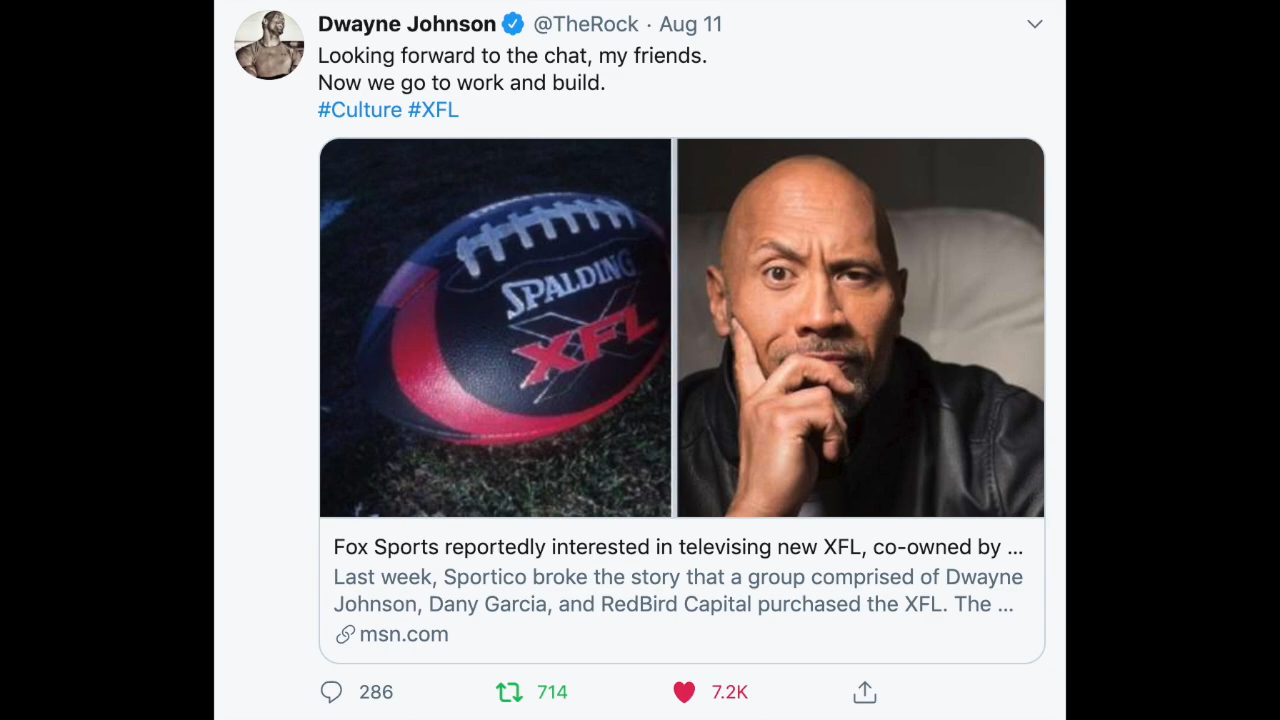 Dwayne Johnson @TheRock · Aug 11
Looking forward to the chat, my friends.
Now we go to work and build.
#Culture #XFL
SPALDING
XFL
Fox Sports reportedly interested in televising new XFL, co-owned by ...
Last week, Sportico broke the story that a group comprised of Dwayne
Johnson, Dany Garcia, and RedBird Capital purchased the XFL. The ...
msn.com
286 714 7.2K